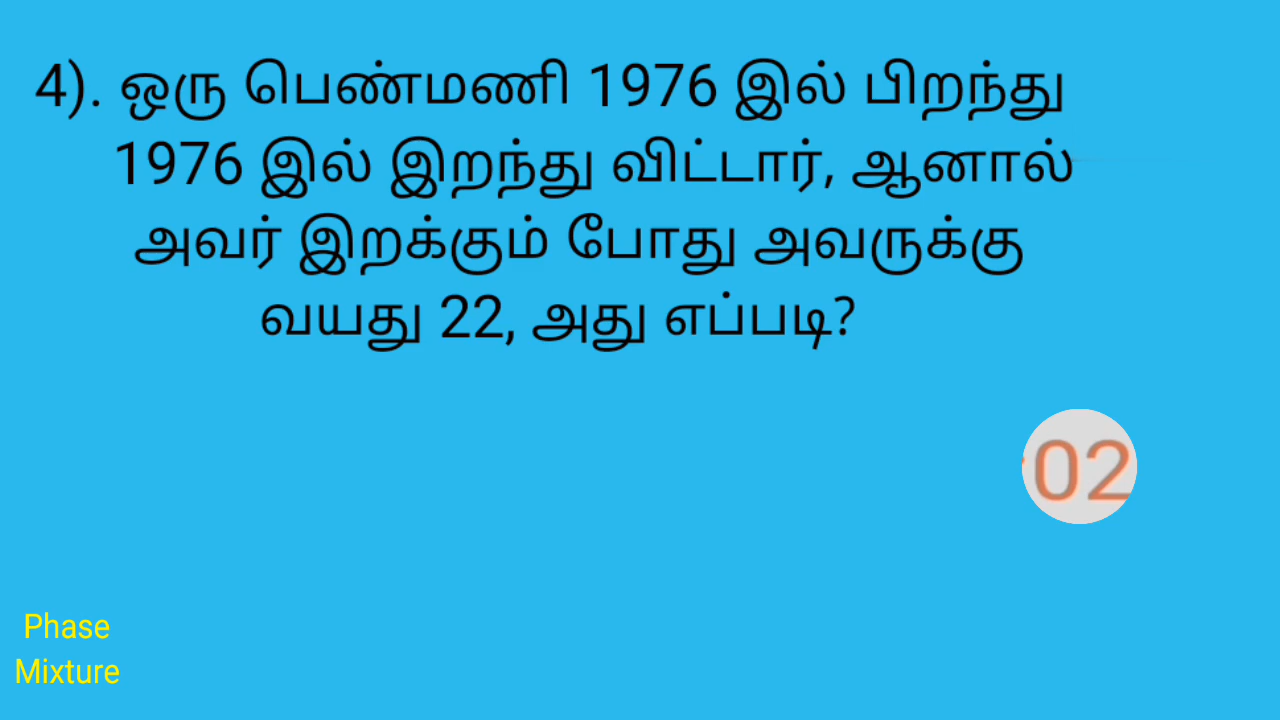 4). ஒரு பெண்மணி 1976 இல் பிறந்து
1976 இல் இறந்து விட்டார், ஆனால்
அவர் இறக்கும் போது அவருக்கு
வயது 22, அது எப்படி?
02
Phase
Mixture